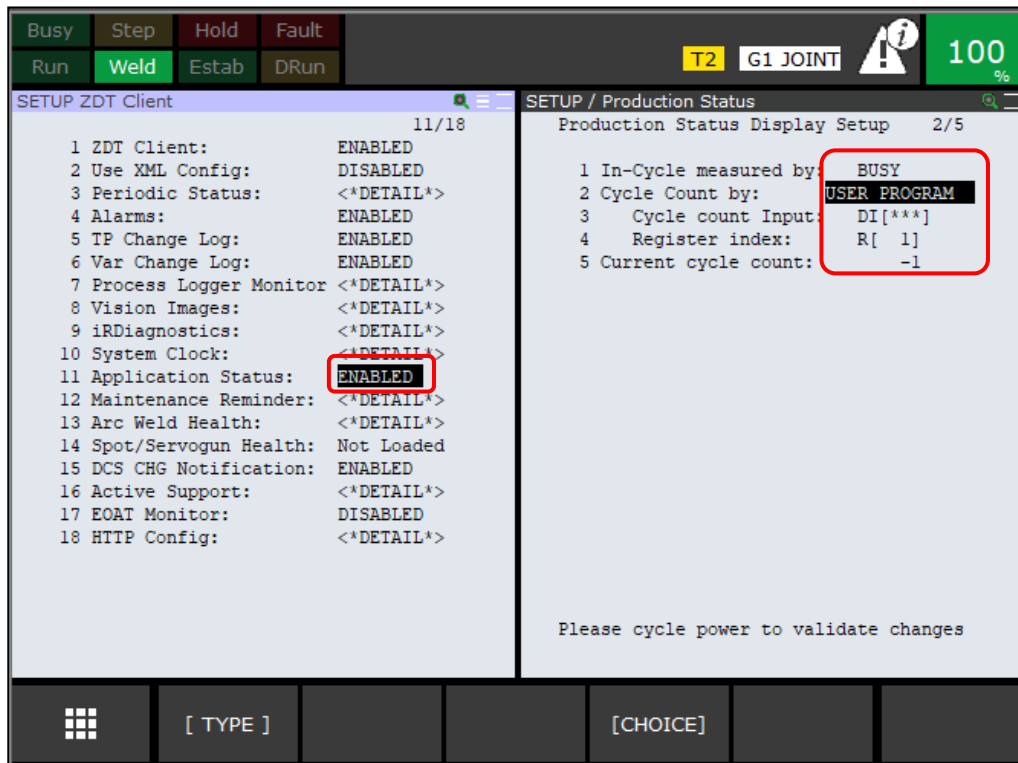 Busy Step Hold Fault
Run Weld Estab DRun
T2 G1 JOINT i 100 %
SETUP ZDT Client
11/18
1 ZDT Client: ENABLED
2 Use XML Config: DISABLED
3 Periodic Status: <*DETAIL*>
4 Alarms: ENABLED
5 TP Change Log: ENABLED
6 Var Change Log: ENABLED
7 Process Logger Monitor <*DETAIL*>
8 Vision Images: <*DETAIL*>
9 iRDiagnostics: <*DETAIL*>
10 System Clock: <*DETAIL*>
11 Application Status: ENABLED
12 Maintenance Reminder: <*DETAIL*>
13 Arc Weld Health: <*DETAIL*>
14 Spot/Servogun Health: Not Loaded
15 DCS CHG Notification: ENABLED
16 Active Support: <*DETAIL*>
17 EOAT Monitor: DISABLED
18 HTTP Config: <*DETAIL*>
SETUP / Production Status
Production Status Display Setup 2/5
1 In-Cycle measured by: BUSY
2 Cycle Count by: USER PROGRAM
3 Cycle count Input: DI[***]
4 Register index: R[ 1]
5 Current cycle count: -1
Please cycle power to validate changes
[ TYPE ] [CHOICE]